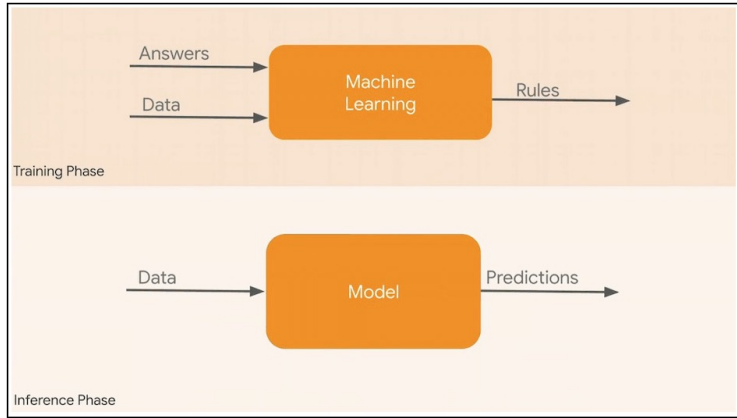 Answers
Data
Machine
Learning
Rules
Training Phase
Data
Model
Predictions
Inference Phase